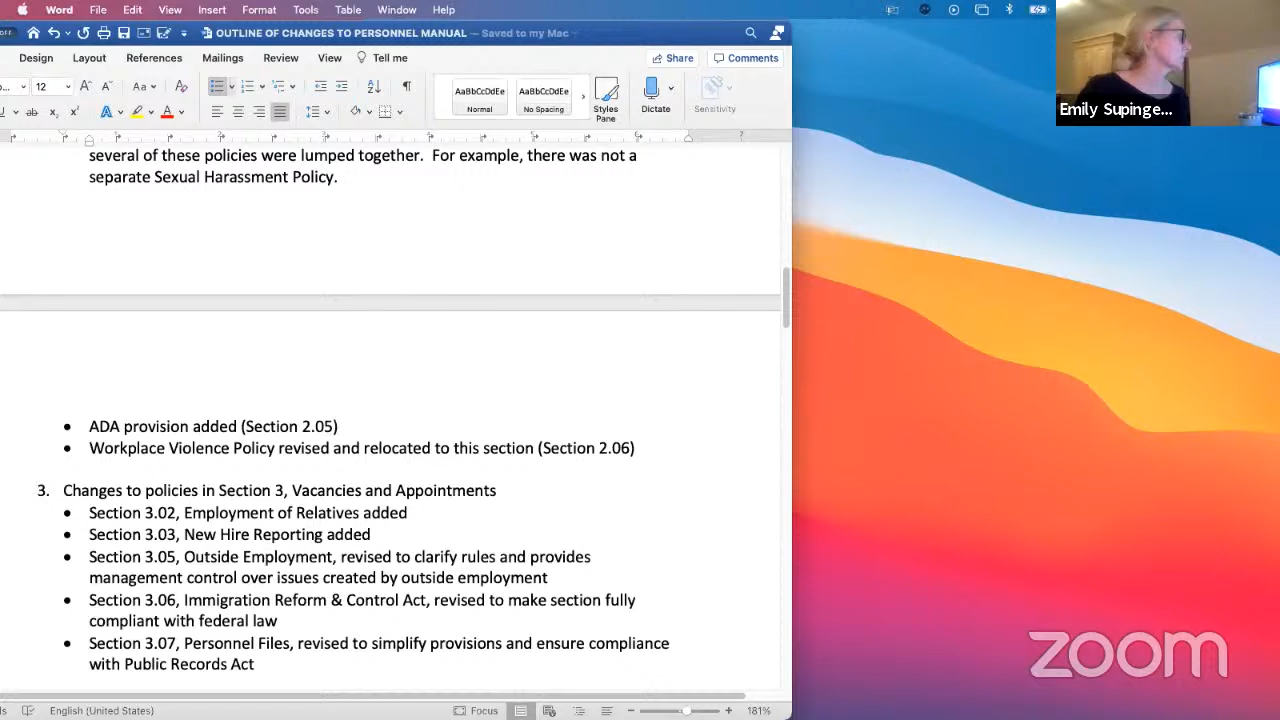 Word File Edit View Insert Format Tools Table Window Help
OFF OUTLINE OF CHANGES TO PERSONNEL MANUAL — Saved to my Mac
Design Layout References Mailings Review View Tell me Share Comments
12 Aa AaBbCcDdEe AaBbCcDdEe
Normal No Spacing Styles Pane Dictate Sensitivity
several of these policies were lumped together. For example, there was not a
separate Sexual Harassment Policy.
• ADA provision added (Section 2.05)
• Workplace Violence Policy revised and relocated to this section (Section 2.06)
3. Changes to policies in Section 3, Vacancies and Appointments
• Section 3.02, Employment of Relatives added
• Section 3.03, New Hire Reporting added
• Section 3.05, Outside Employment, revised to clarify rules and provides
management control over issues created by outside employment
• Section 3.06, Immigration Reform & Control Act, revised to make section fully
compliant with federal law
• Section 3.07, Personnel Files, revised to simplify provisions and ensure compliance
with Public Records Act
English (United States) Focus 181%
Emily Supinge...
zoom